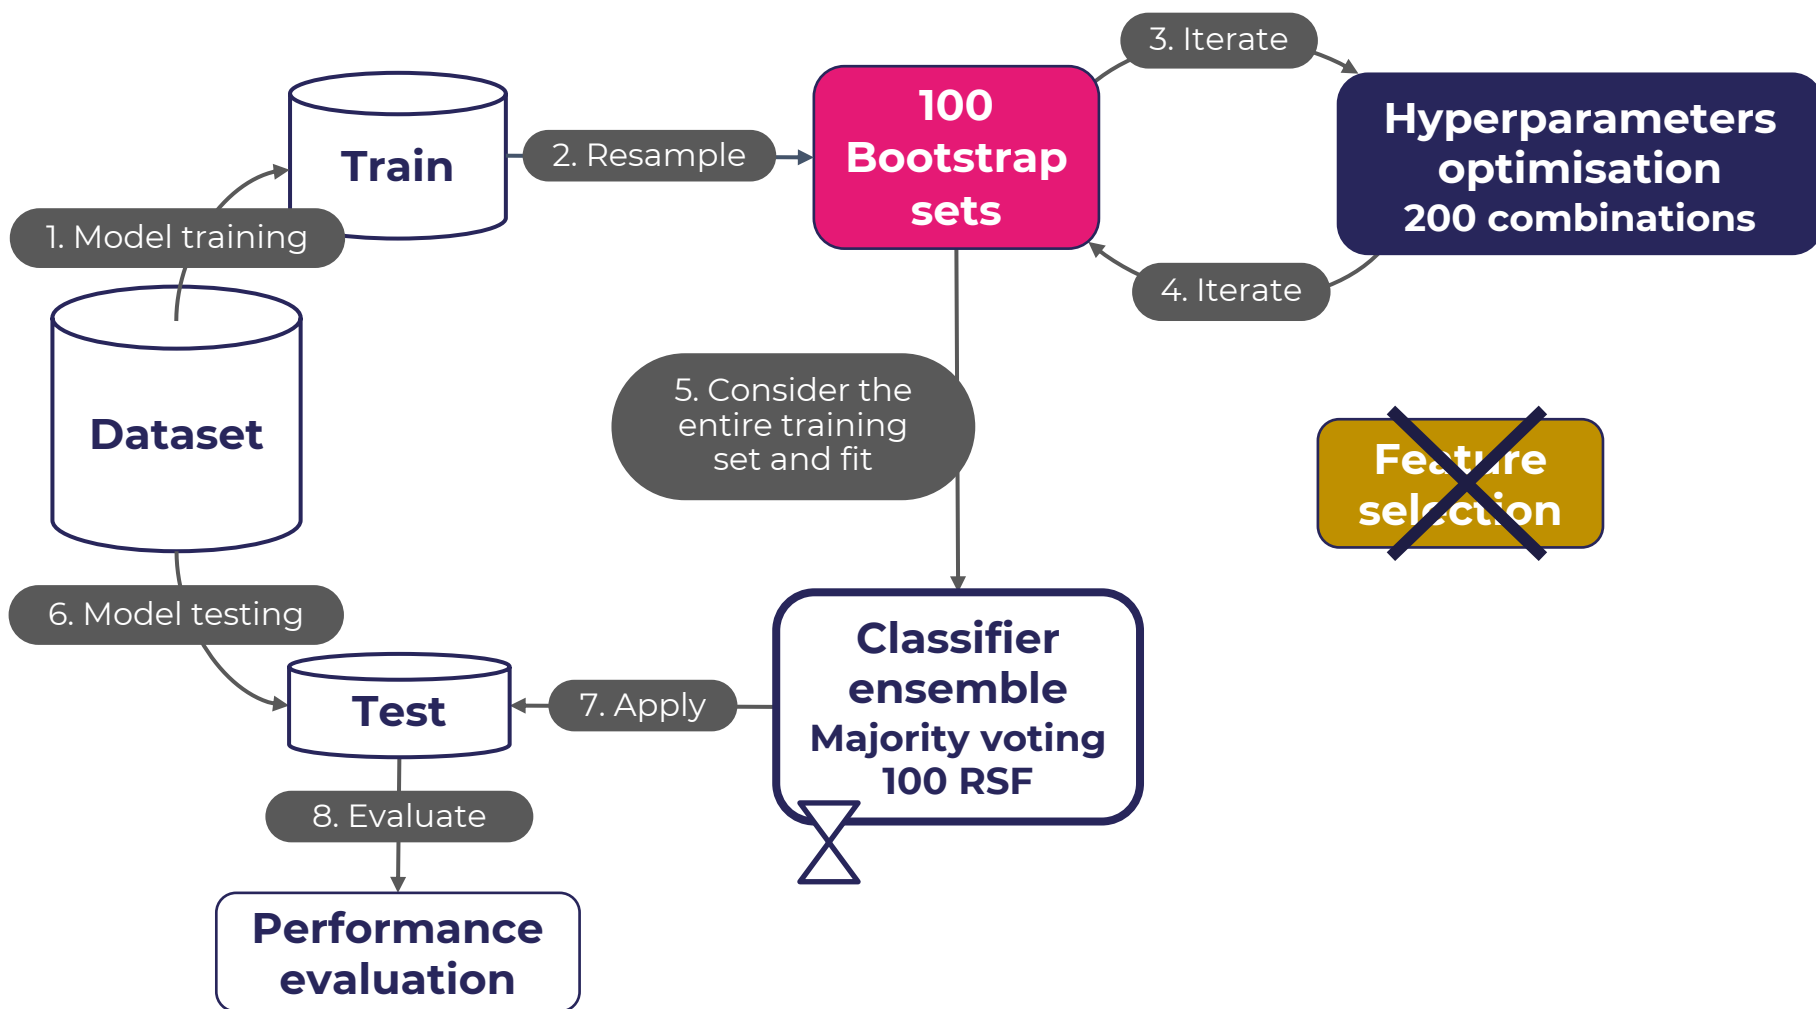 3. Iterate
100
Bootstrap
sets
Hyperparameters
optimisation
200 combinations
Train
2. Resample
1. Model training
4. Iterate
5. Consider the
entire training
set and fit
Dataset
Feature
selection
6. Model testing
Classifier
ensemble
Majority voting
100 RSF
Test
7. Apply
8. Evaluate
Performance
evaluation